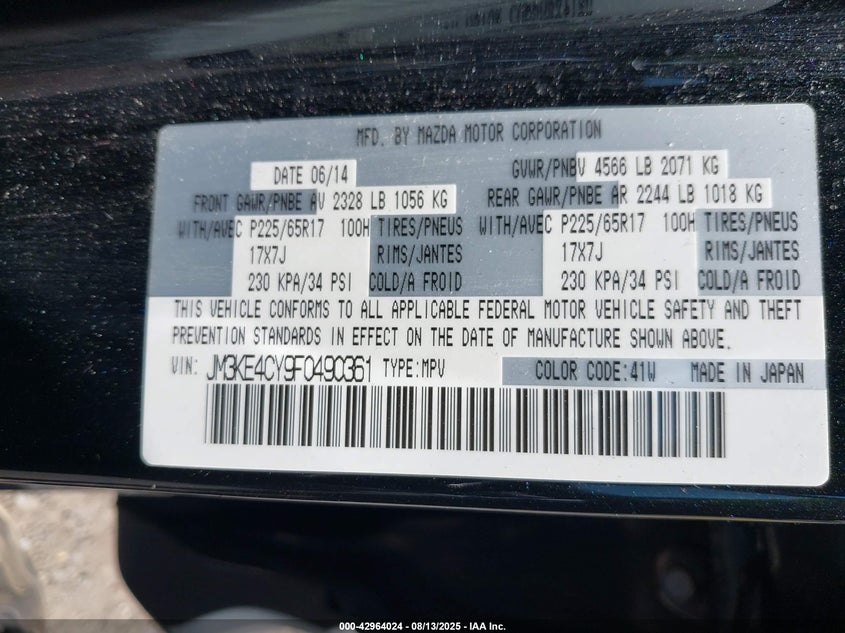 MFD. BY MAZDA MOTOR CORPORATION
DATE 06/14 GVWR/PNBV 4566 LB 2071 KG
FRONT GAWR/PNBE AV 2328 LB 1056 KG REAR GAWR/PNBE AR 2244 LB 1018 KG
WITH/AVEC P225/65R17 100H TIRES/PNEUS WITH/AVEC P225/65R17 100H TIRES/PNEUS
17X7J RIMS/JANTES 17X7J RIMS/JANTES
230 KPA/34 PSI COLD/A FROID 230 KPA/34 PSI COLD/A FROID
THIS VEHICLE CONFORMS TO ALL APPLICABLE FEDERAL MOTOR VEHICLE SAFETY AND THEFT
PREVENTION STANDARDS IN EFFECT ON THE DATE OF MANUFACTURE SHOWN ABOVE.
VIN: JM3KE4CY9F0490361 TYPE:MPV COLOR CODE:41W MADE IN JAPAN
000-42964024 - 08/13/2025 - IAA Inc.